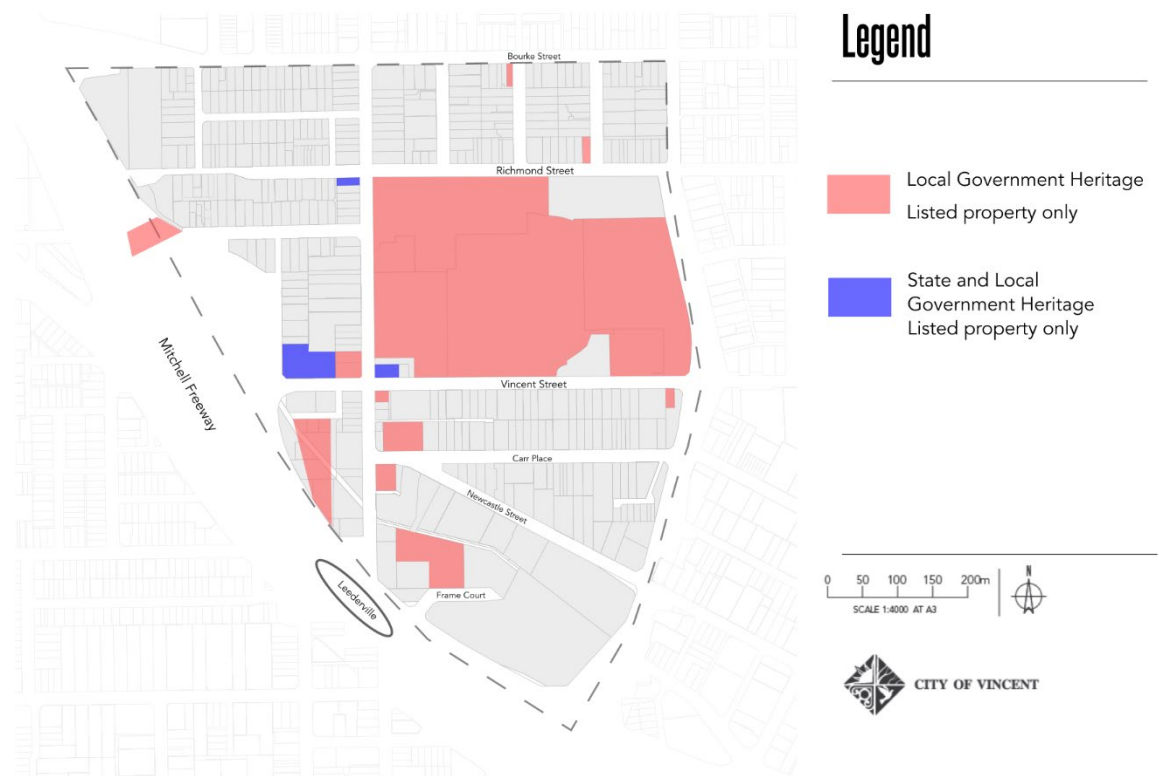 Bourke Street
Richmond Street
Mitchell Freeway
Vincent Street
Carr Place
Newcastle Street
Leederville
Frame Court
Legend
Local Government Heritage
Listed property only
State and Local
Government Heritage
Listed property only
0 50 100 150 200m
SCALE 1:4000 AT A3
N
CITY OF VINCENT